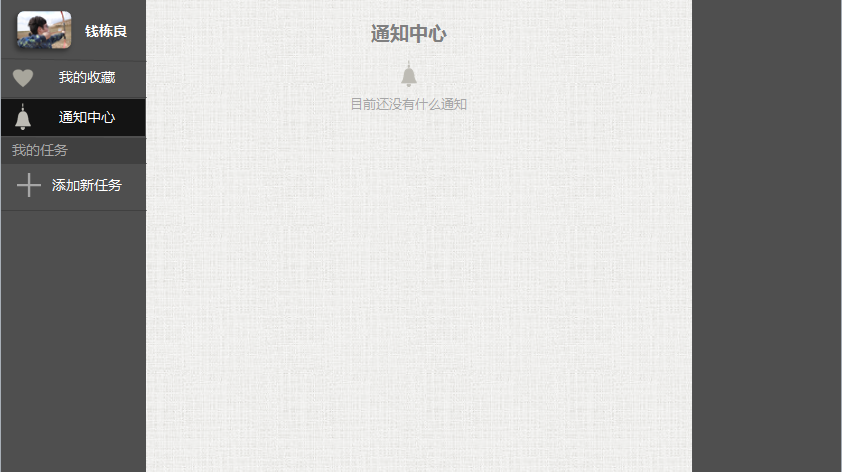 钱栋良
我的收藏
通知中心
我的任务
添加新任务
通知中心
目前还没有什么通知